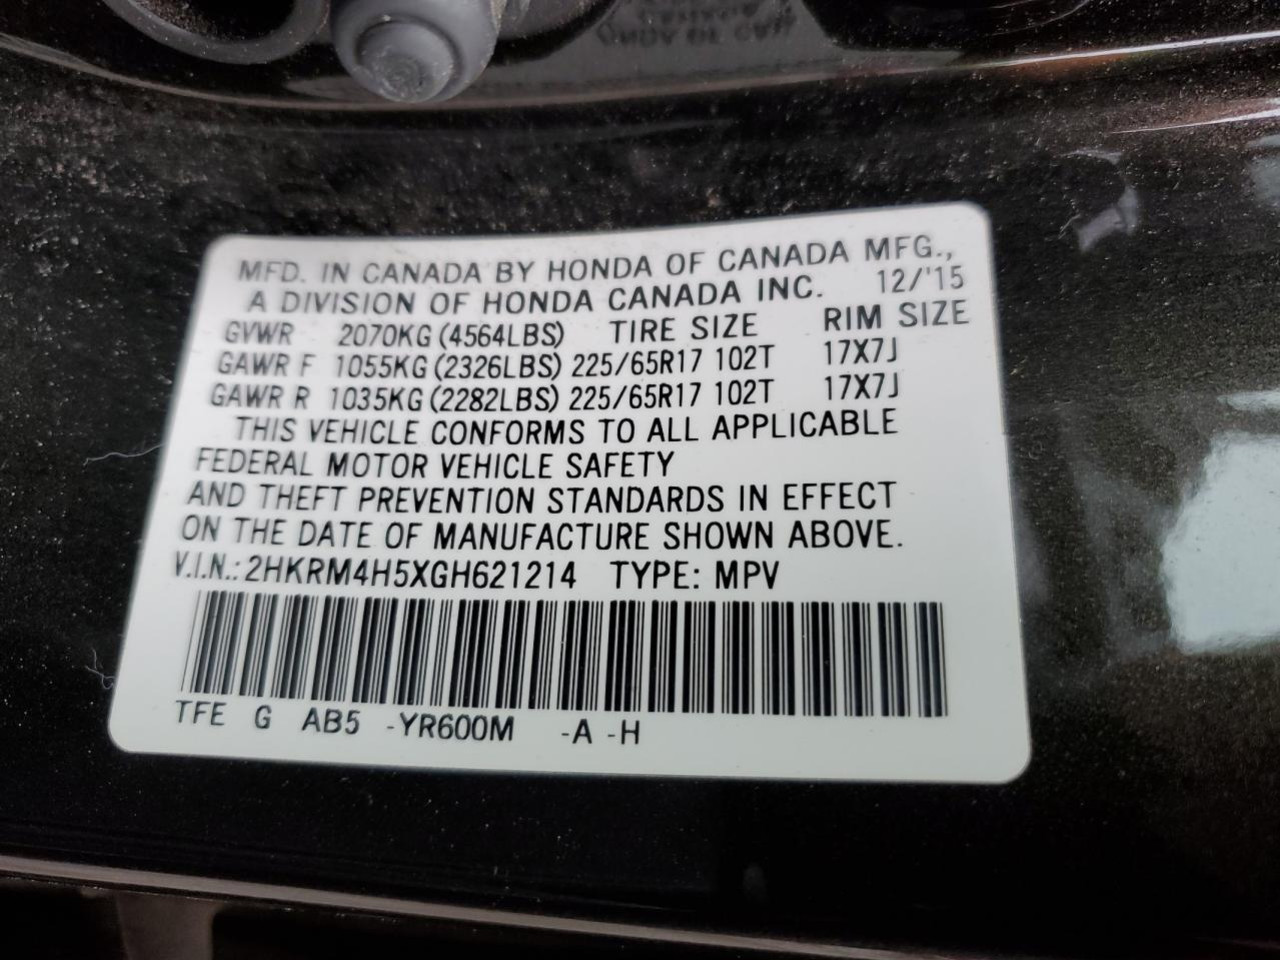 MFD. IN CANADA BY HONDA OF CANADA MFG.,
A DIVISION OF HONDA CANADA INC. 12/'15
GVWR 2070KG (4564LBS) TIRE SIZE RIM SIZE
GAWR F 1055KG (2326LBS) 225/65R17 102T 17X7J
GAWR R 1035KG (2282LBS) 225/65R17 102T 17X7J
THIS VEHICLE CONFORMS TO ALL APPLICABLE
FEDERAL MOTOR VEHICLE SAFETY
AND THEFT PREVENTION STANDARDS IN EFFECT
ON THE DATE OF MANUFACTURE SHOWN ABOVE.
V.I.N.: 2HKRM4H5XGH621214 TYPE: MPV
TFE G AB5 -YR600M -A -H